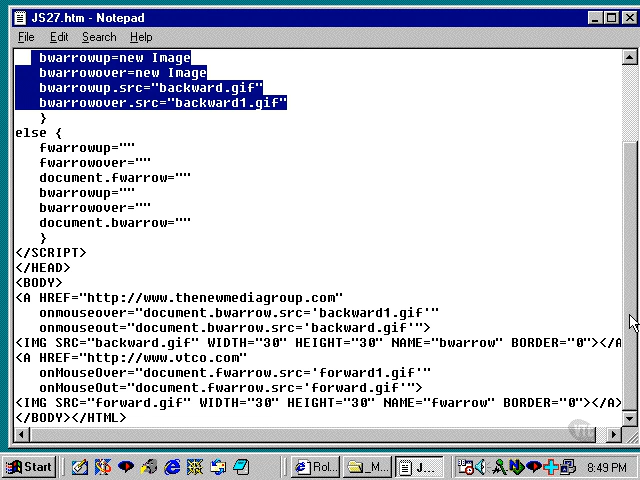 JS27.htm - Notepad
File Edit Search Help
bwarrowup=new Image
bwarrowover=new Image
bwarrowup.src="backward.gif"
bwarrowover.src="backward1.gif"
}
else {
fwarrowup=""
fwarrowover=""
document.fwarrow=""
bwarrowup=""
bwarrowover=""
document.bwarrow=""
}
</SCRIPT>
</HEAD>
<BODY>
<A HREF="http://www.thenewmediagroup.com"
onmouseover="document.bwarrow.src='backward1.gif'"
onmouseout="document.bwarrow.src='backward.gif'">
<IMG SRC="backward.gif" WIDTH="30" HEIGHT="30" NAME="bwarrow" BORDER="0"></A
<A HREF="http://www.vtco.com"
onMouseOver="document.fwarrow.src='forward1.gif'"
onMouseOut="document.fwarrow.src='forward.gif'">
<IMG SRC="forward.gif" WIDTH="30" HEIGHT="30" NAME="fwarrow" BORDER="0"></A>
</BODY></HTML>
Start Rol... _M... J... 8:49 PM